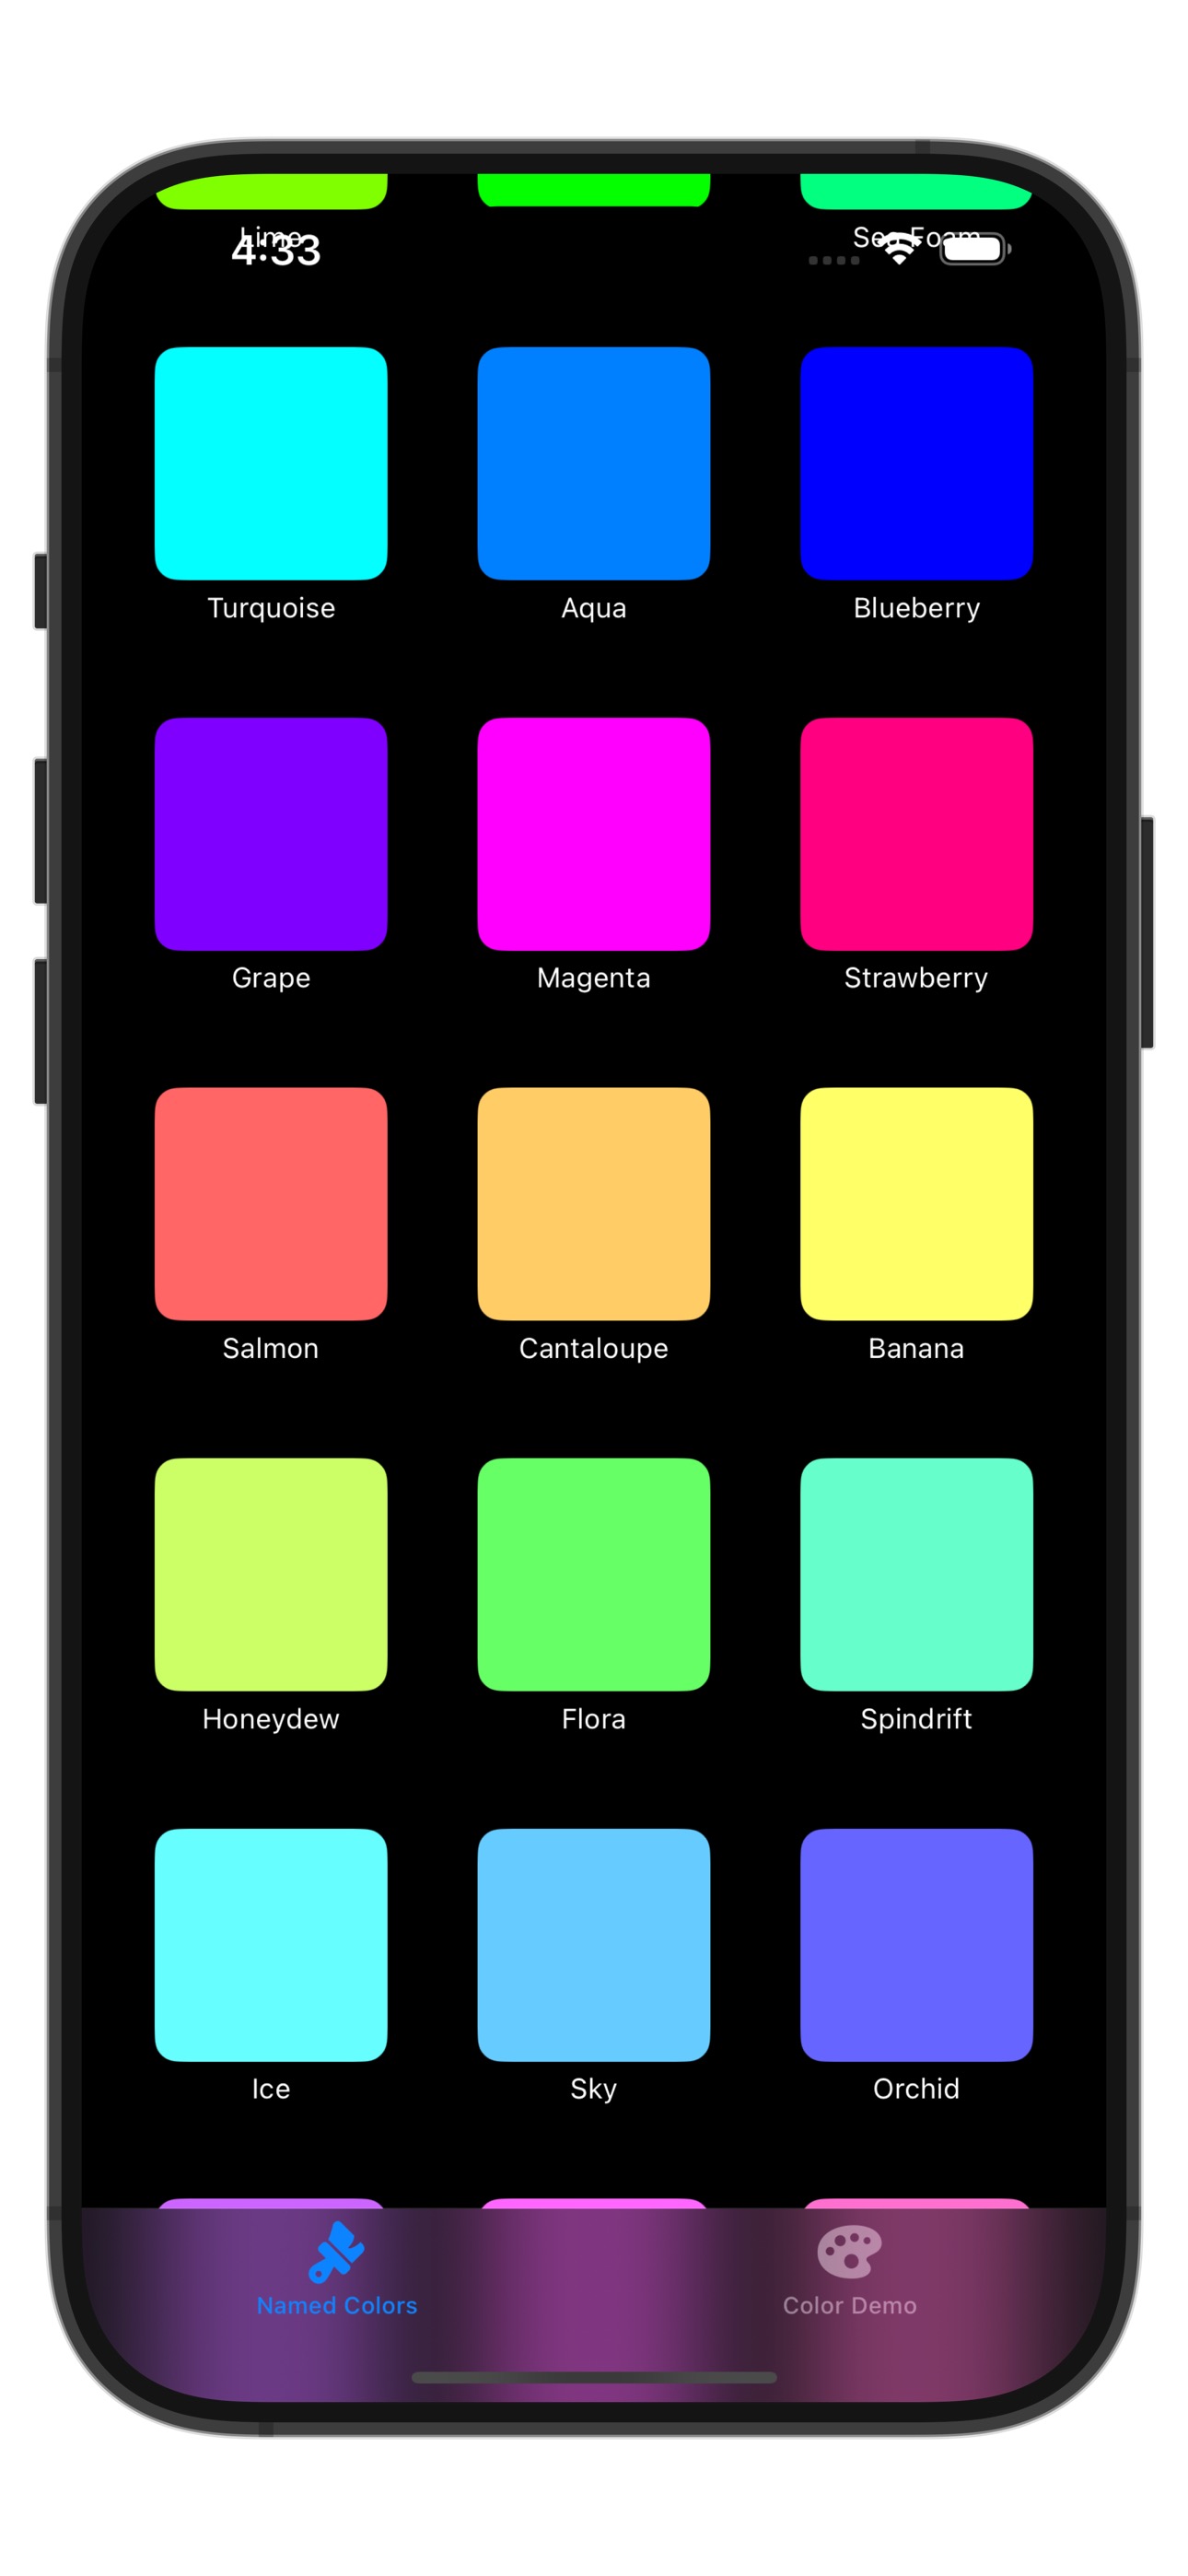 Lime
Sea Foam
4:33
Turquoise
Aqua
Blueberry
Grape
Magenta
Strawberry
Salmon
Cantaloupe
Banana
Honeydew
Flora
Spindrift
Ice
Sky
Orchid
Named Colors
Color Demo